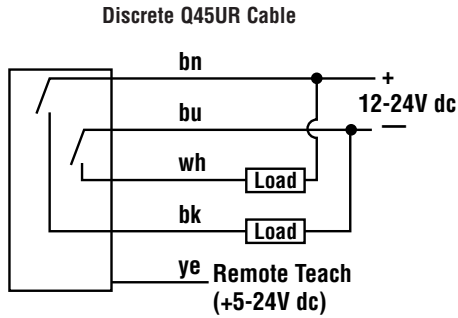 Discrete Q45UR Cable
bn
+
12-24V dc
bu
—
wh
Load
bk
Load
ye
Remote Teach
(+5-24V dc)